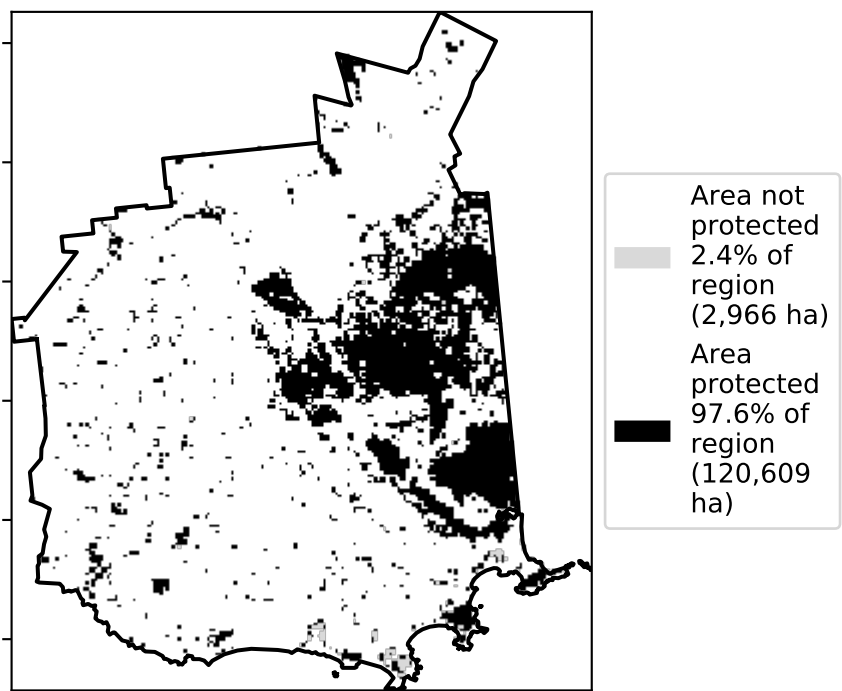 Area not
protected
2.4% of
region
(2,966 ha)
Area
protected
97.6% of
region
(120,609
ha)